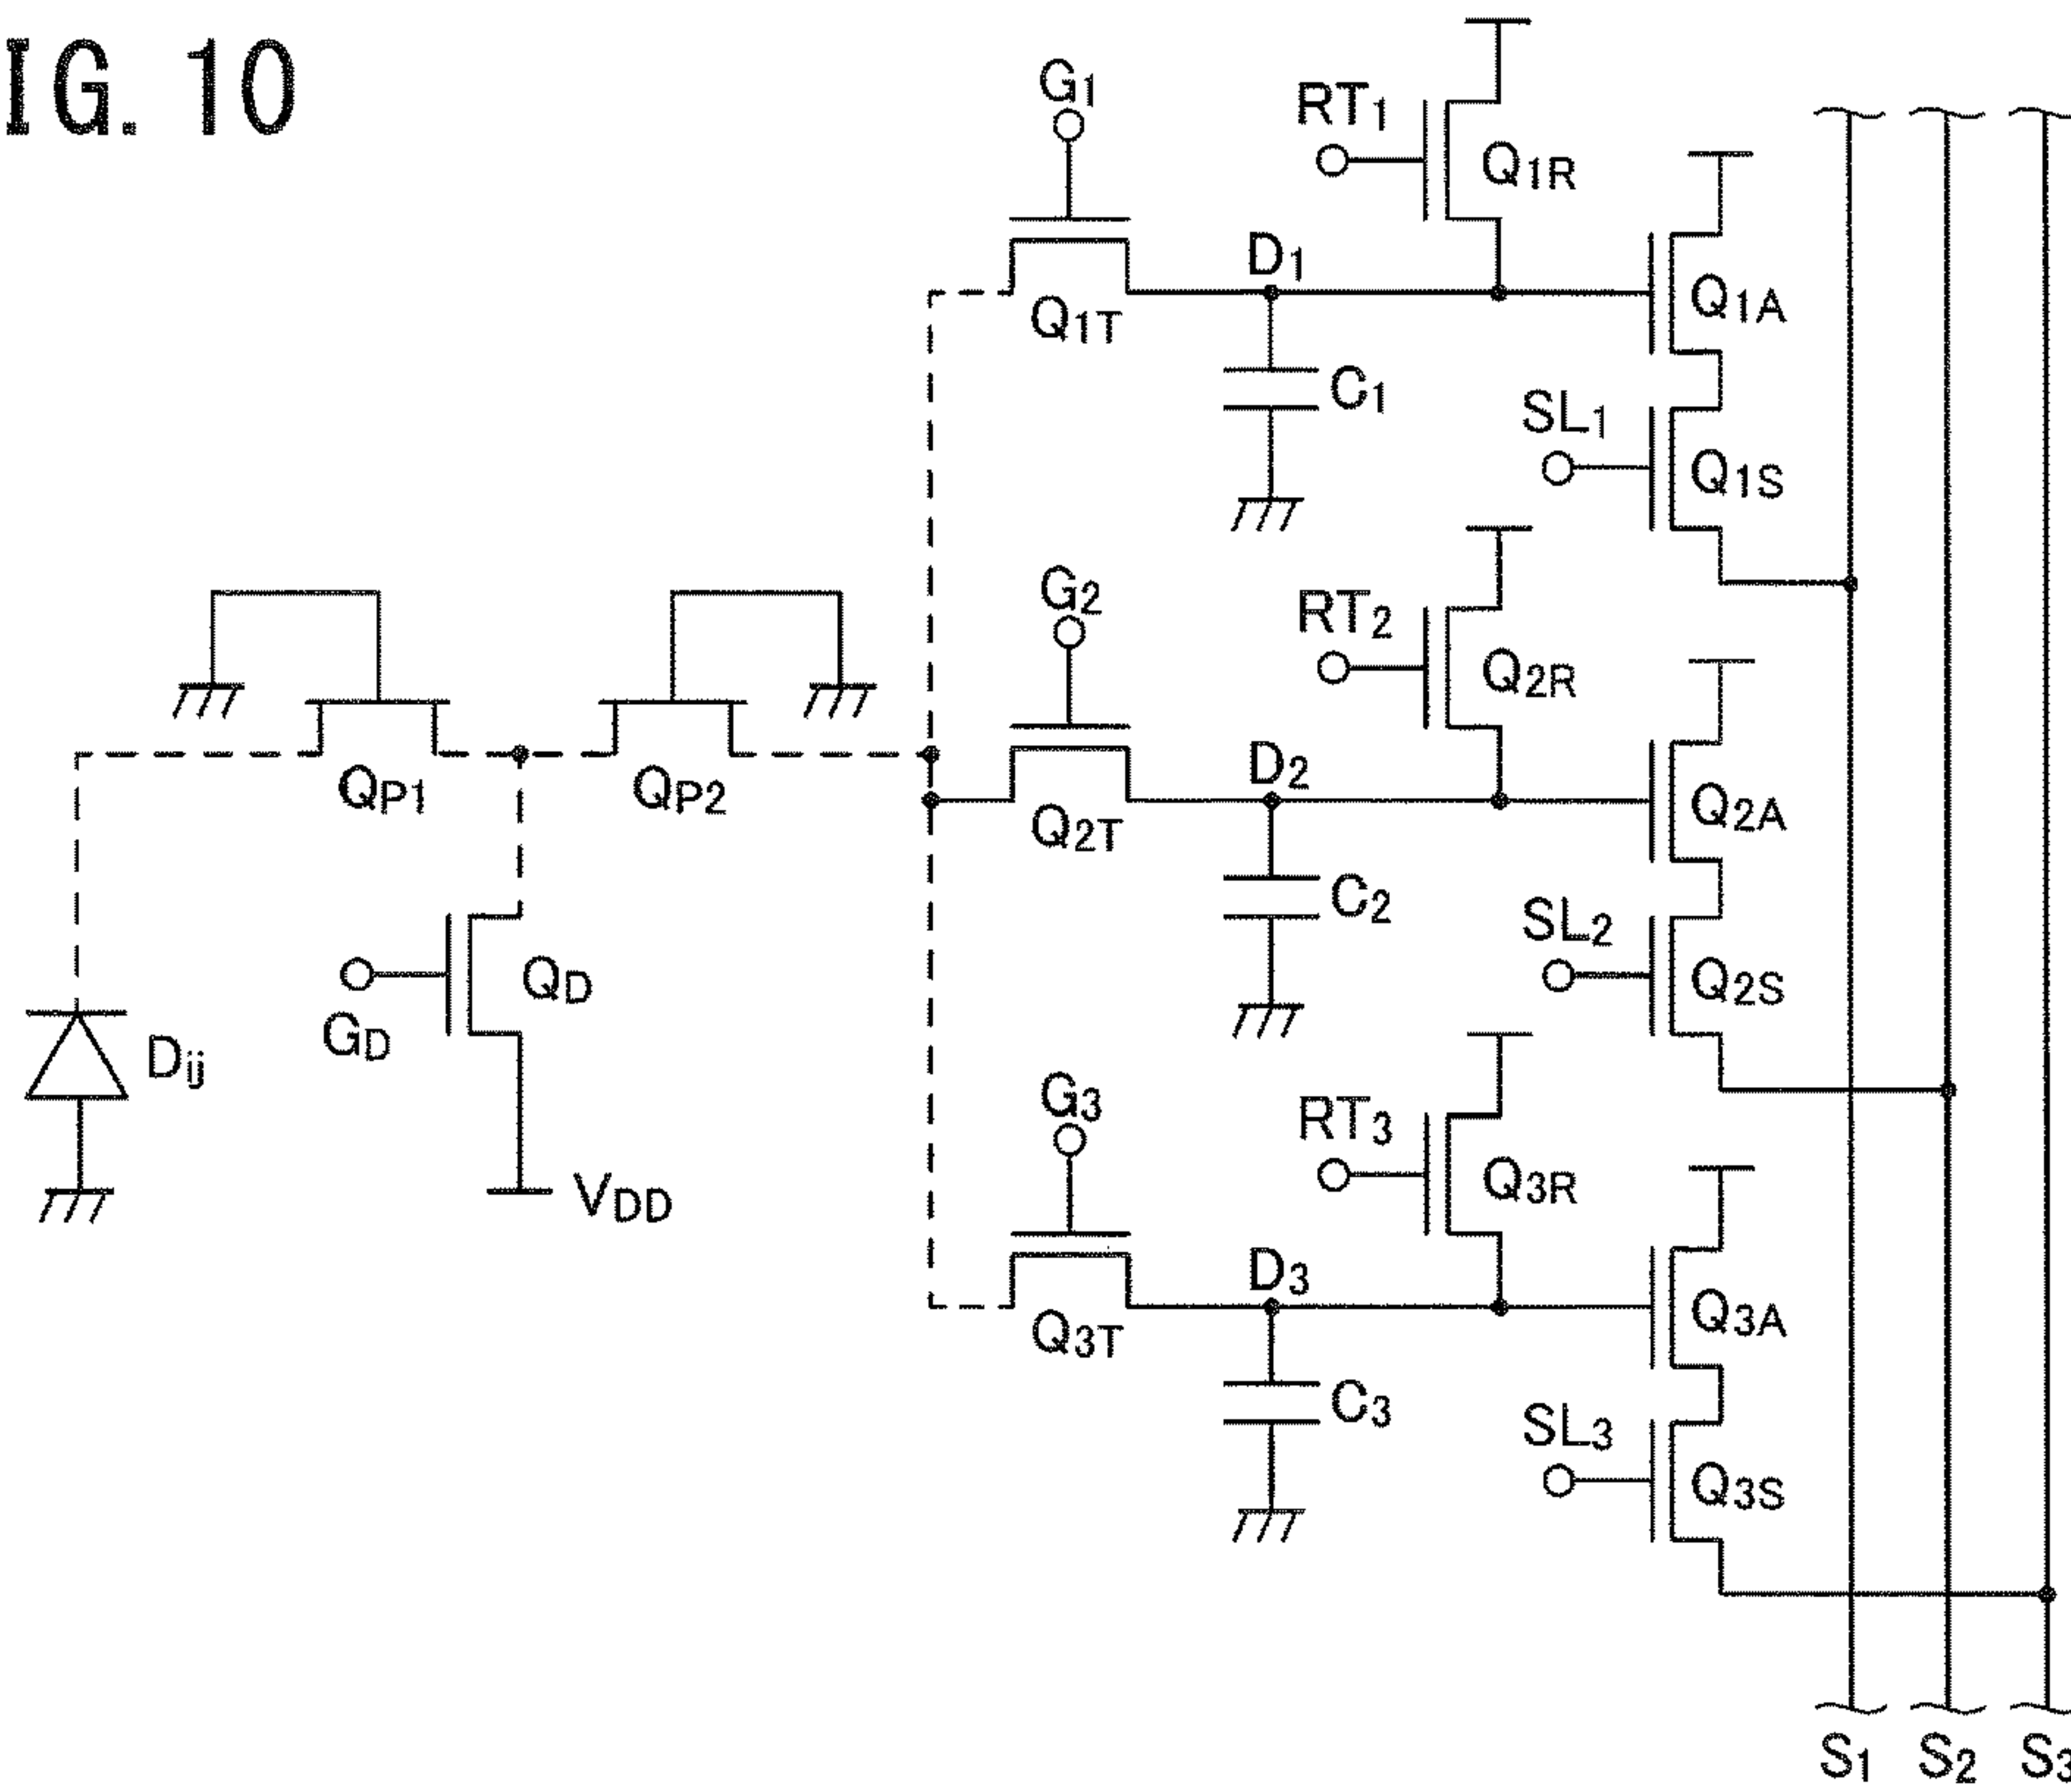 IG. 10
G1
RT1
Q1R
D1
Q1T
Q1A
C1
SL1
Q1S
G2
RT2
Q2R
QP1
QP2
D2
Q2T
Q2A
C2
SL2
Q2S
QD
GD
Dij
VDD
G3
RT3
Q3R
D3
Q3T
Q3A
C3
SL3
Q3S
S1 S2 S3